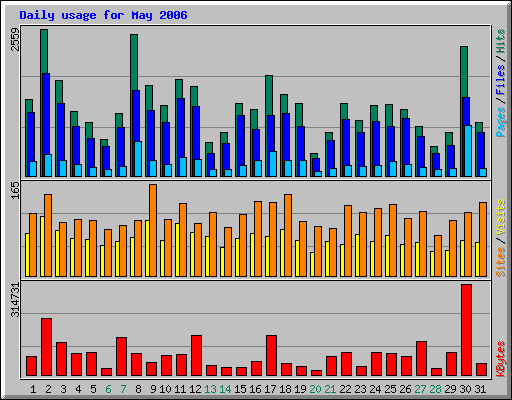 Daily usage for May 2006
2559
Pages / Files / Hits
165
Sites / Visits
314731
KBytes
1 2 3 4 5 6 7 8 9 10 11 12 13 14 15 16 17 18 19 20 21 22 23 24 25 26 27 28 29 30 31